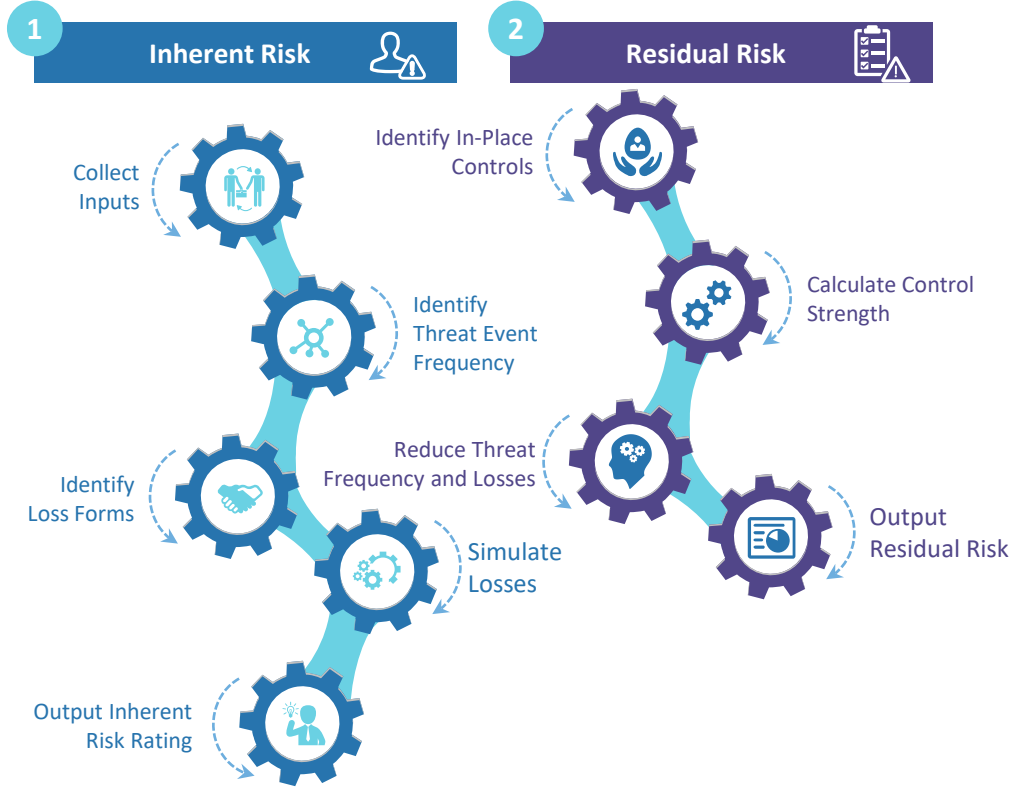 1
Inherent Risk
Collect
Inputs
Identify
Threat Event
Frequency
Identify
Loss Forms
Simulate
Losses
Output Inherent
Risk Rating
2
Residual Risk
Identify In-Place
Controls
Calculate Control
Strength
Reduce Threat
Frequency and Losses
Output
Residual Risk